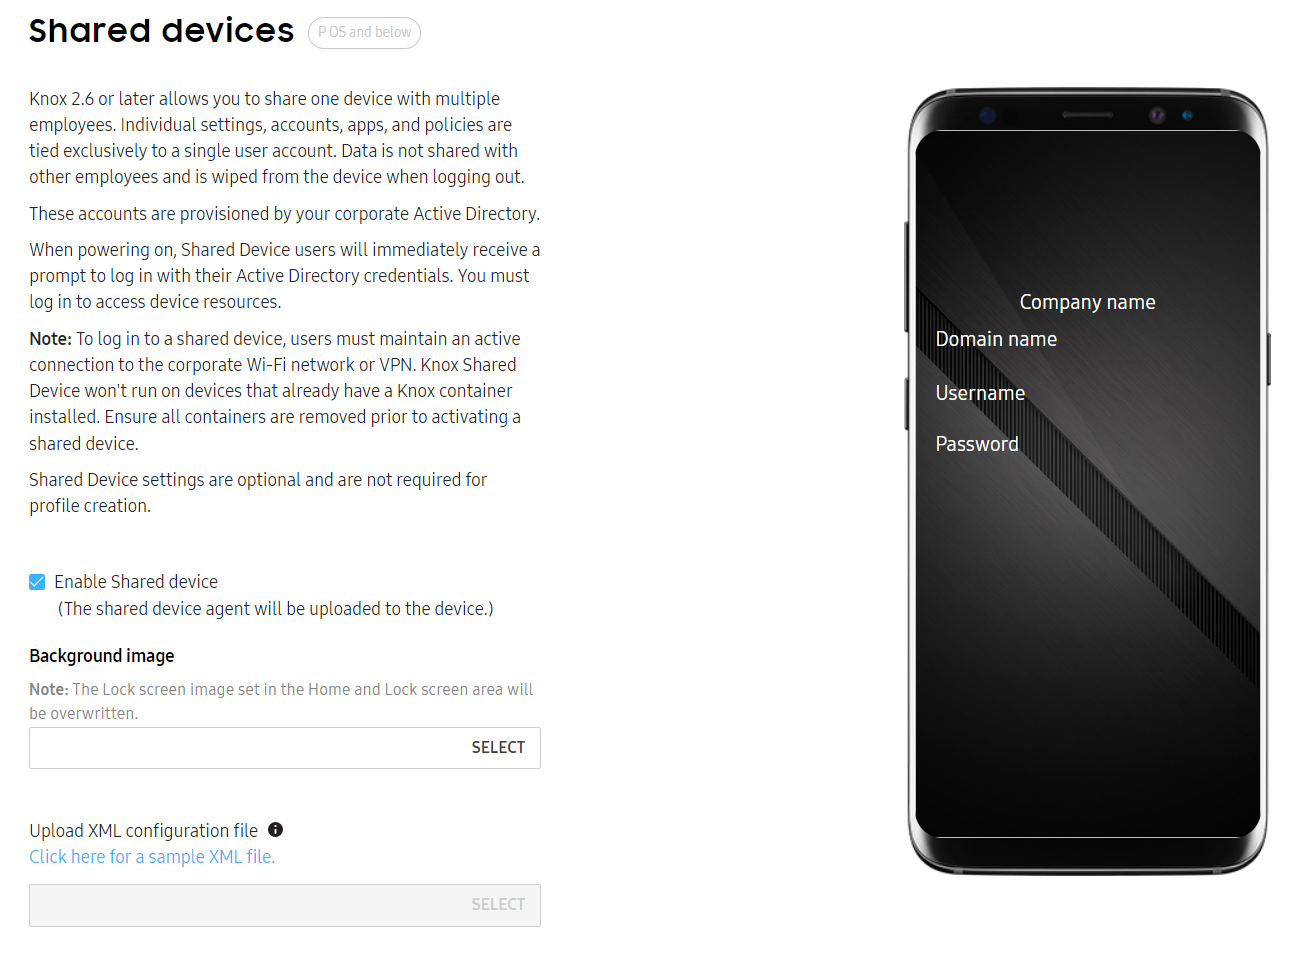 Shared devices
P OS and below
Knox 2.6 or later allows you to share one device with multiple
employees. Individual settings, accounts, apps, and policies are
tied exclusively to a single user account. Data is not shared with
other employees and is wiped from the device when logging out.
These accounts are provisioned by your corporate Active Directory.
When powering on, Shared Device users will immediately receive a
prompt to log in with their Active Directory credentials. You must
log in to access device resources.
Note: To log in to a shared device, users must maintain an active
connection to the corporate Wi-Fi network or VPN. Knox Shared
Device won't run on devices that already have a Knox container
installed. Ensure all containers are removed prior to activating a
shared device.
Shared Device settings are optional and are not required for
profile creation.
Enable Shared device
(The shared device agent will be uploaded to the device.)
Background image
Note: The Lock screen image set in the Home and Lock screen area will
be overwritten.
SELECT
Upload XML configuration file
Click here for a sample XML file.
SELECT
Company name
Domain name
Username
Password